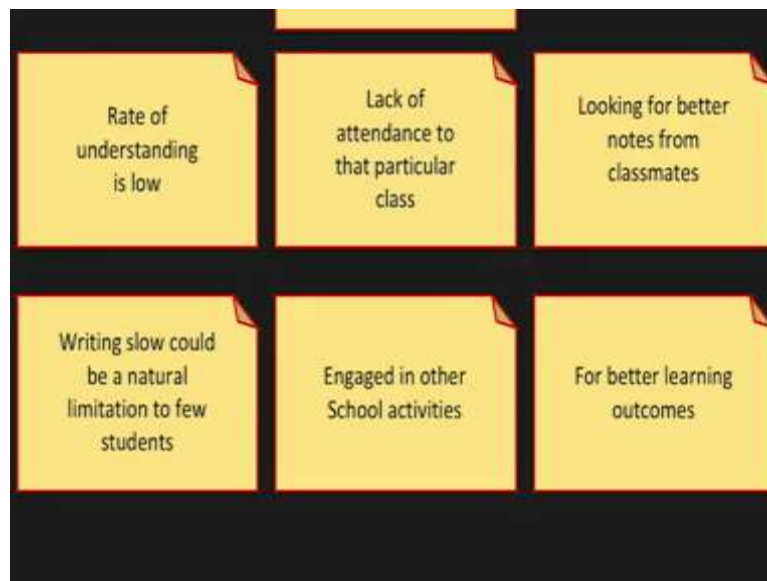 Rate of
understanding
is low
Lack of
attendance to
that particular
class
Looking for better
notes from
classmates
Writing slow could
be a natural
limitation to few
students
Engaged in other
School activities
For better learning
outcomes